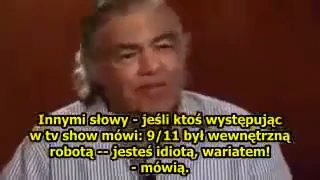 Innymi słowy - jeśli ktoś występując
w tv show mówi: 9/11 był wewnętrzną
robotą -- jesteś idiotą, wariatem!
- mówią.